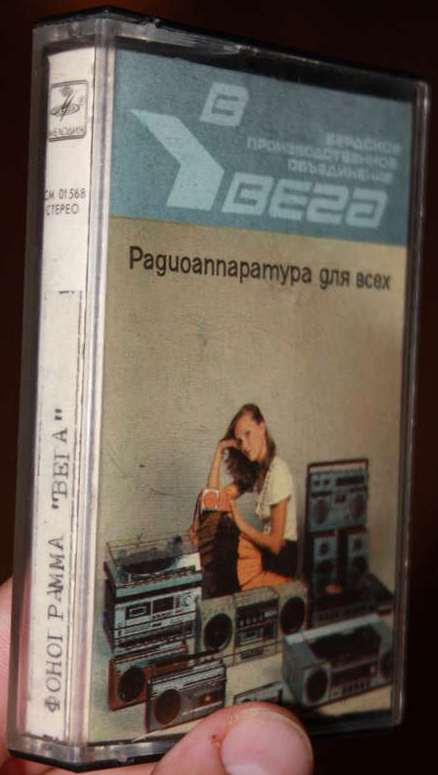 МЕЛОДИЯ
СМ 01568
СТЕРЕО
ФОНОГРАММА "ВЕГА"
В
БЕРДСКОЕ
ПРОИЗВОДСТВЕННОЕ
ОБЪЕДИНЕНИЕ
ВЕГА
Радиоаппаратура для всех